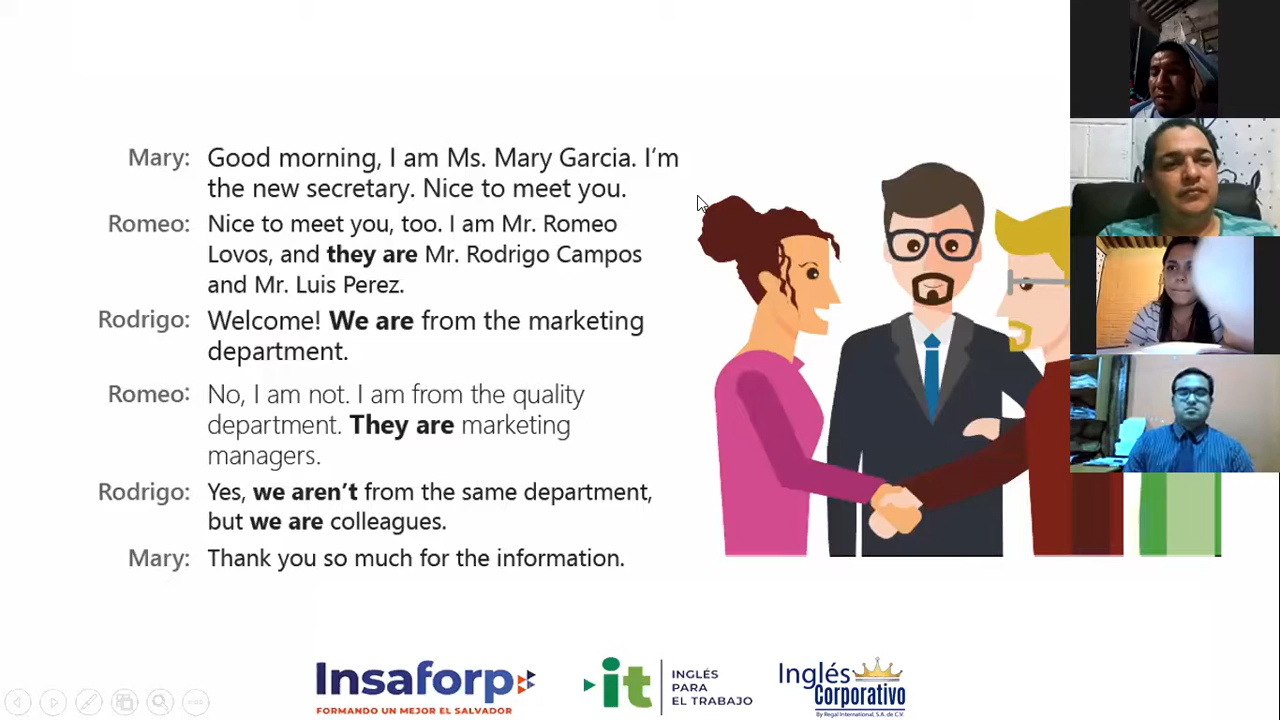 Mary: Good morning, I am Ms. Mary Garcia. I'm
the new secretary. Nice to meet you.
Romeo: Nice to meet you, too. I am Mr. Romeo
Lovos, and they are Mr. Rodrigo Campos
and Mr. Luis Perez.
Rodrigo: Welcome! We are from the marketing
department.
Romeo: No, I am not. I am from the quality
department. They are marketing
managers.
Rodrigo: Yes, we aren't from the same department,
but we are colleagues.
Mary: Thank you so much for the information.
Insaforp
FORMANDO UN MEJOR EL SALVADOR
it
INGLÉS
PARA
EL TRABAJO
Inglés
Corporativo
By Regal International, S.A. de C.V.